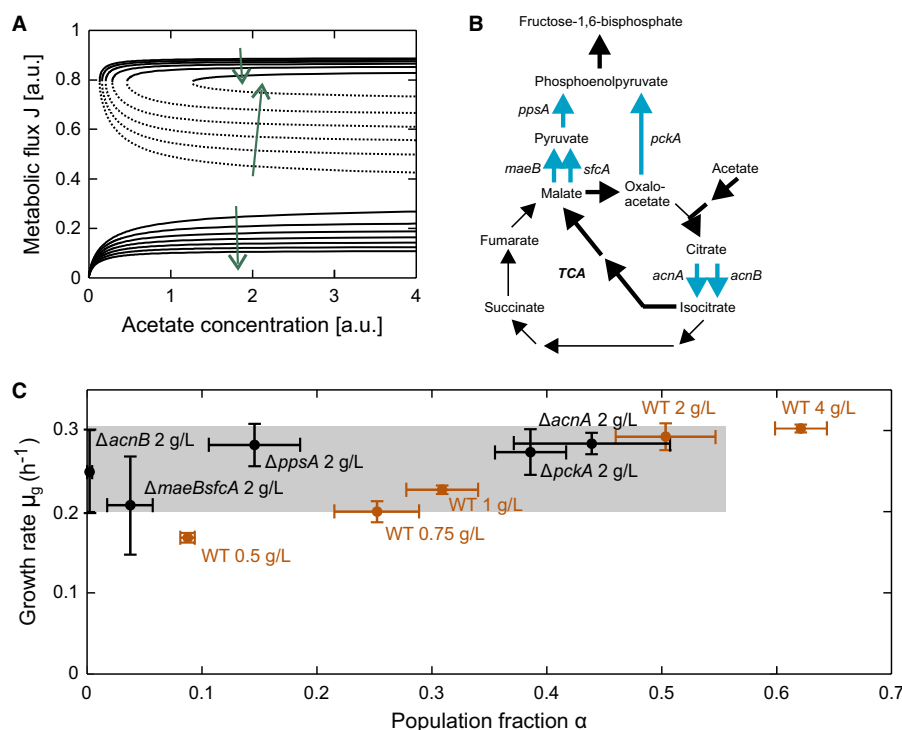 A
Metabolic flux J [a.u.]
1
0.8
0.6
0.4
0.2
0
0
1
2
3
4
Acetate concentration [a.u.]
B
Fructose-1,6-bisphosphate
Phosphoenolpyruvate
ppsA
pckA
Pyruvate
maeB
sfcA
Acetate
Malate
Oxalo-
acetate
Fumarate
Citrate
acnA
acnB
TCA
Succinate
Isocitrate
C
Growth rate μg (h-1)
0.3
0.2
0.1
0
ΔacnB 2 g/L
ΔmaeBsfcA 2 g/L
ΔppsA 2 g/L
ΔacnA 2 g/L
ΔpckA 2 g/L
WT 2 g/L
WT 4 g/L
WT 1 g/L
WT 0.75 g/L
WT 0.5 g/L
0
0.1
0.2
0.3
0.4
0.5
0.6
0.7
Population fraction α